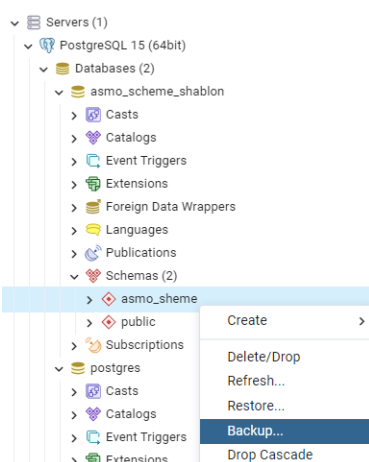 Servers (1)
PostgreSQL 15 (64bit)
Databases (2)
asmo_scheme_shablon
Casts
Catalogs
Event Triggers
Extensions
Foreign Data Wrappers
Languages
Publications
Schemas (2)
asmo_sheme
public
Subscriptions
postgres
Casts
Catalogs
Event Triggers
Extensions
Create
Delete/Drop
Refresh...
Restore...
Backup...
Drop Cascade